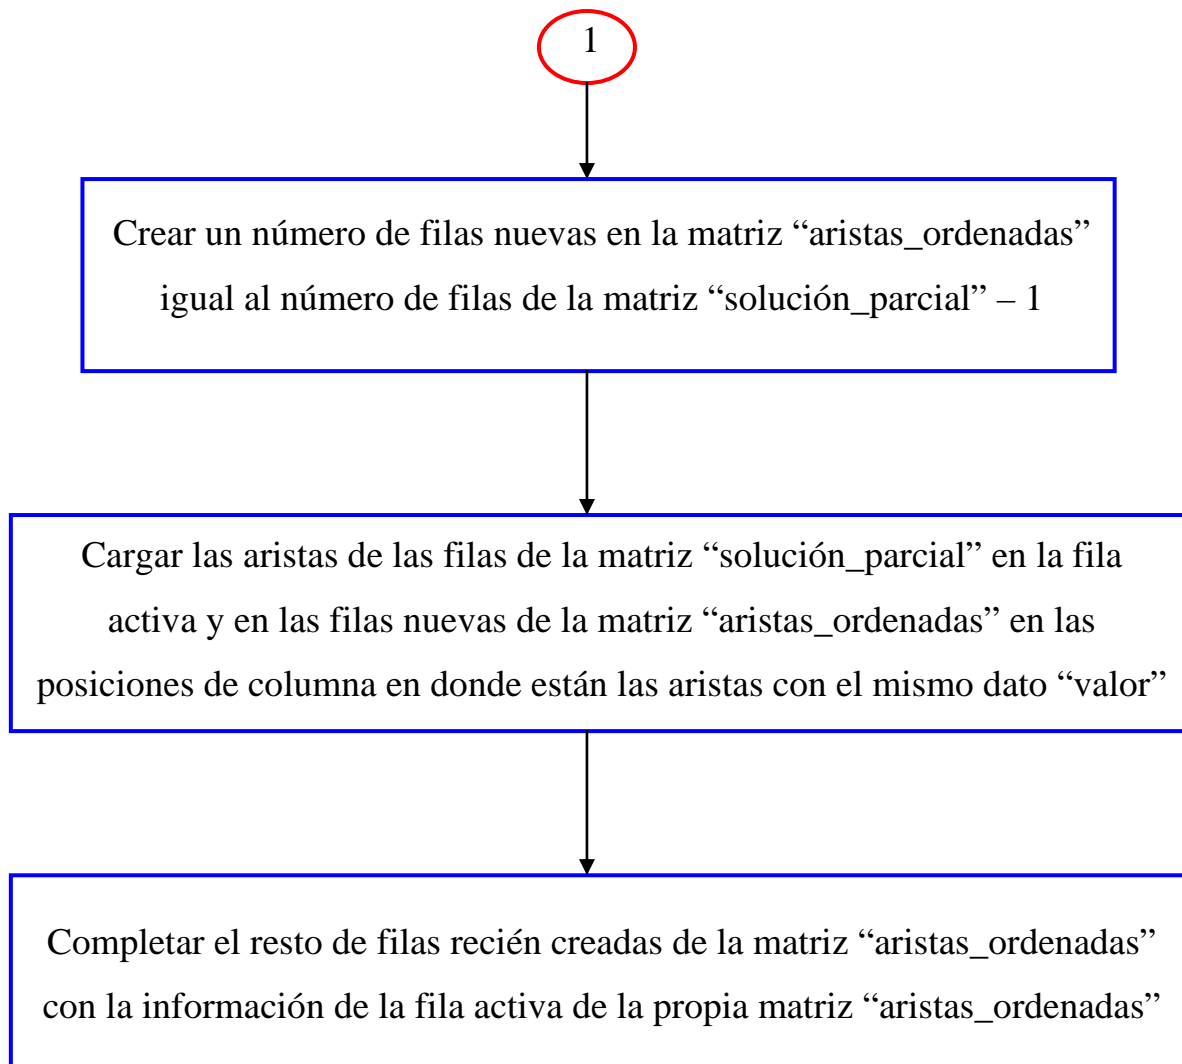 1
Crear un número de filas nuevas en la matriz “aristas_ordenadas”
igual al número de filas de la matriz “solución_parcial” – 1
Cargar las aristas de las filas de la matriz “solución_parcial” en la fila
activa y en las filas nuevas de la matriz “aristas_ordenadas” en las
posiciones de columna en donde están las aristas con el mismo dato “valor”
Completar el resto de filas recién creadas de la matriz “aristas_ordenadas”
con la información de la fila activa de la propia matriz “aristas_ordenadas”